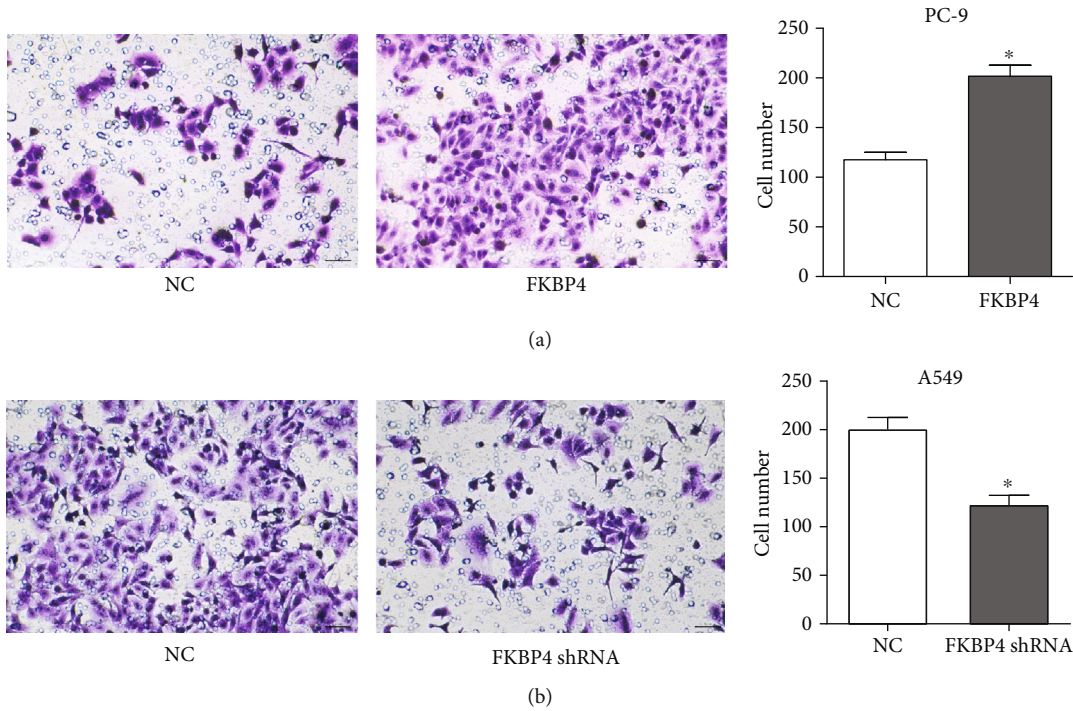 NC
FKBP4
PC-9
250
200
150
100
50
0
Cell number
*
NC
FKBP4
(a)
NC
FKBP4 shRNA
A549
250
200
150
100
50
0
Cell number
*
NC
FKBP4 shRNA
(b)